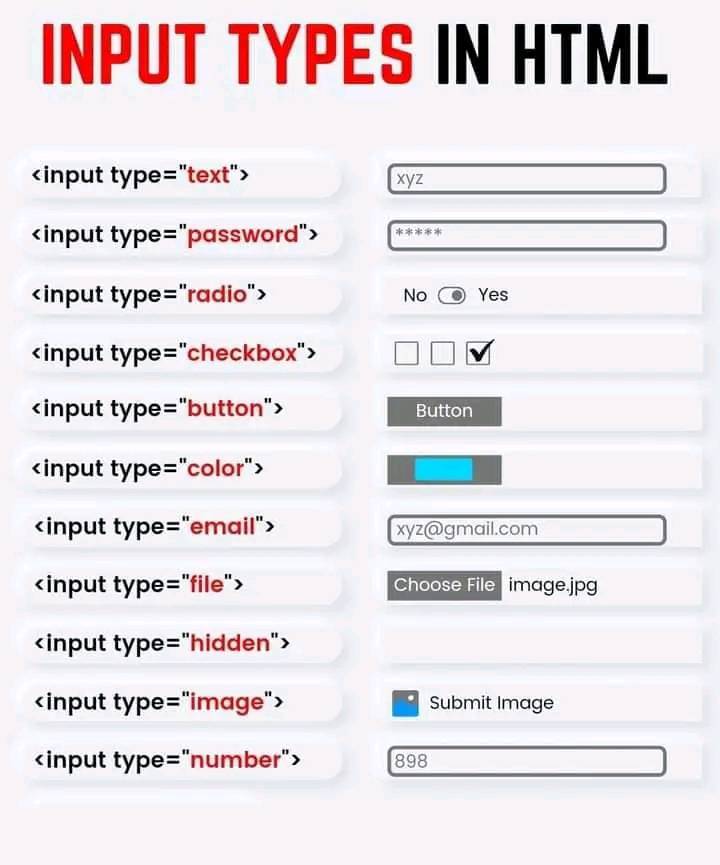 INPUT TYPES IN HTML
<input type="text"> xyz
<input type="password"> *****
<input type="radio"> No Yes
<input type="checkbox">
<input type="button"> Button
<input type="color">
<input type="email"> xyz@gmail.com
<input type="file"> Choose File image.jpg
<input type="hidden">
<input type="image"> Submit Image
<input type="number"> 898